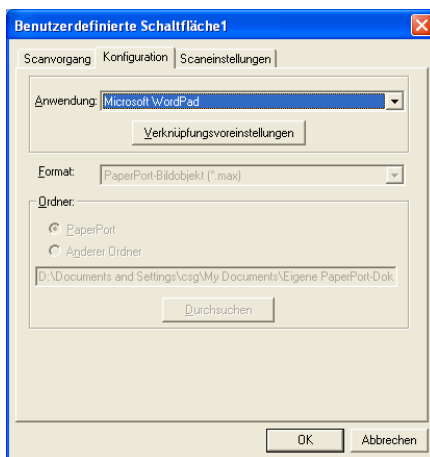 Benutzerdefinierte Schaltfläche1
Scanvorgang Konfiguration Scaneinstellungen
Anwendung: Microsoft WordPad
Verknüpfungsvoreinstellungen
Format: PaperPort-Bildobjekt (*.max)
Ordner:
PaperPort
Anderer Ordner
D:\Documents and Settings\csg\My Documents\Eigene PaperPort-Dok
Durchsuchen
OK Abbrechen